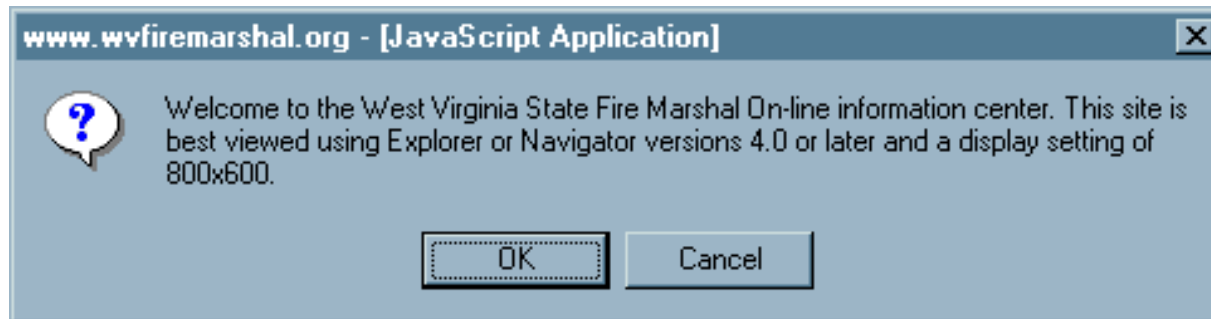 www.wvfiremarshal.org - [JavaScript Application]
Welcome to the West Virginia State Fire Marshal On-line information center. This site is
best viewed using Explorer or Navigator versions 4.0 or later and a display setting of
800x600.
OK Cancel